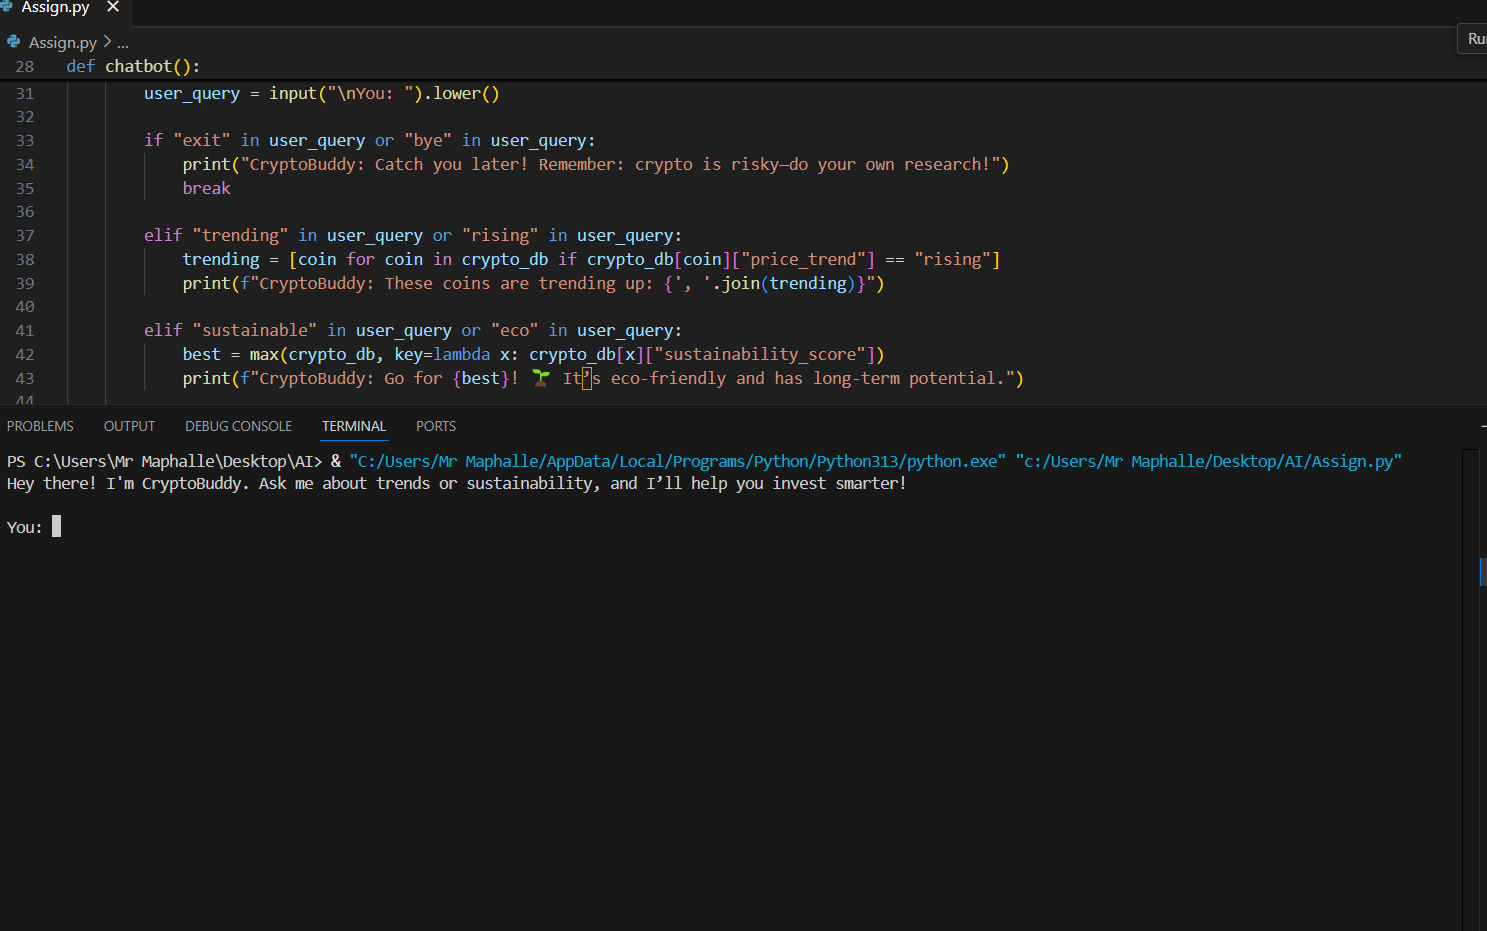 Assign.py ×
Assign.py > ...
28 def chatbot():
31 user_query = input("\nYou: ").lower()
32
33 if "exit" in user_query or "bye" in user_query:
34 print("CryptoBuddy: Catch you later! Remember: crypto is risky—do your own research!")
35 break
36
37 elif "trending" in user_query or "rising" in user_query:
38 trending = [coin for coin in crypto_db if crypto_db[coin]["price_trend"] == "rising"]
39 print(f"CryptoBuddy: These coins are trending up: {', '.join(trending)}")
40
41 elif "sustainable" in user_query or "eco" in user_query:
42 best = max(crypto_db, key=lambda x: crypto_db[x]["sustainability_score"])
43 print(f"CryptoBuddy: Go for {best}! 🌱 It’s eco-friendly and has long-term potential.")
44
PROBLEMS OUTPUT DEBUG CONSOLE TERMINAL PORTS
PS C:\Users\Mr Maphalle\Desktop\AI> & "C:/Users/Mr Maphalle/AppData/Local/Programs/Python/Python313/python.exe" "c:/Users/Mr Maphalle/Desktop/AI/Assign.py"
Hey there! I'm CryptoBuddy. Ask me about trends or sustainability, and I’ll help you invest smarter!
You: